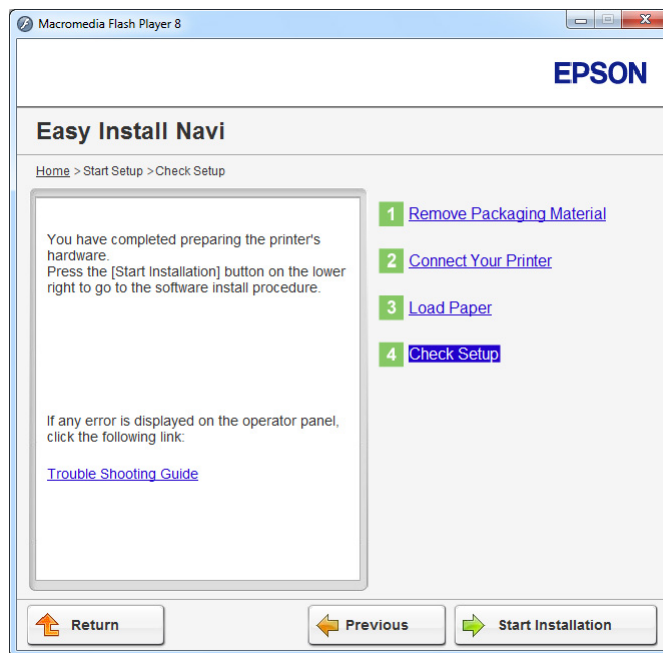 Macromedia Flash Player 8
EPSON
Easy Install Navi
Home > Start Setup >Check Setup
You have completed preparing the printer's
hardware.
Press the [Start Installation] button on the lower
right to go to the software install procedure.
If any error is displayed on the operator panel,
click the following link:
Trouble Shooting Guide
1 Remove Packaging Material
2 Connect Your Printer
3 Load Paper
4 Check Setup
Return
Previous
Start Installation